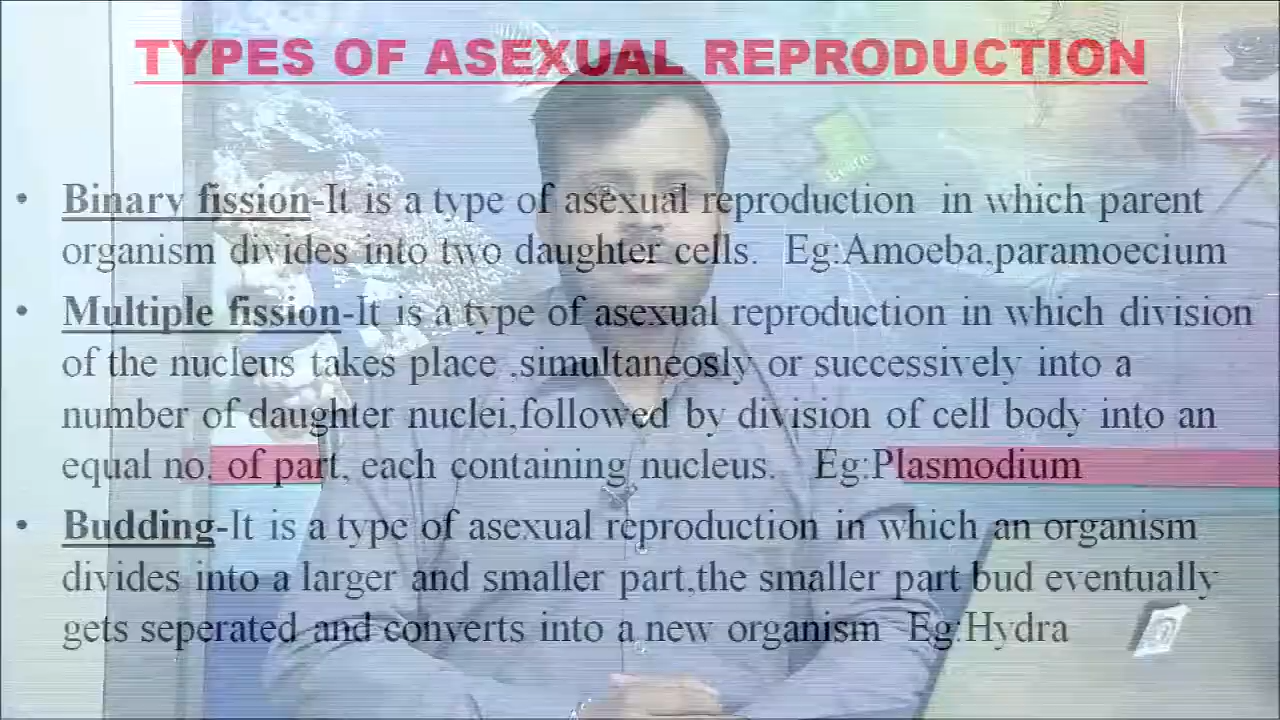 TYPES OF ASEXUAL REPRODUCTION
• Binary fission-It is a type of asexual reproduction in which parent
organism divides into two daughter cells. Eg:Amoeba,paramoecium
• Multiple fission-It is a type of asexual reproduction in which division
of the nucleus takes place ,simultaneosly or successively into a
number of daughter nuclei,followed by division of cell body into an
equal no. of part, each containing nucleus. Eg:Plasmodium
• Budding-It is a type of asexual reproduction in which an organism
divides into a larger and smaller part,the smaller part bud eventually
gets seperated and converts into a new organism Eg:Hydra